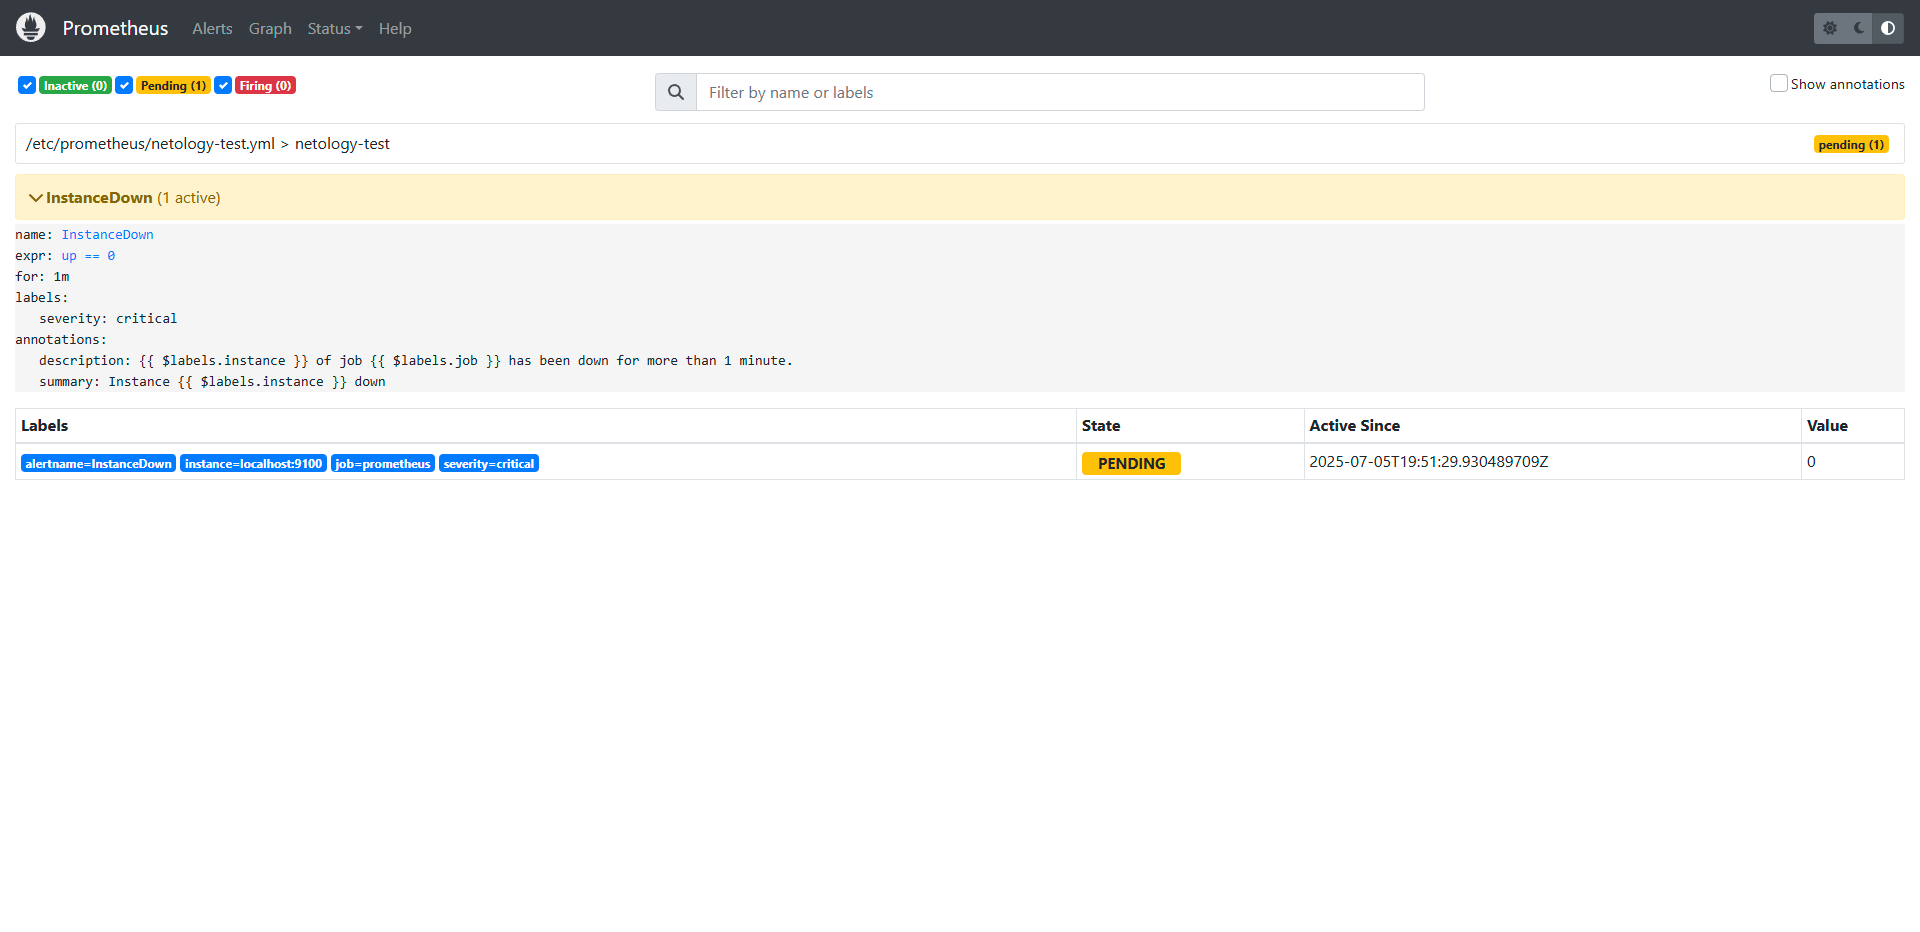 Prometheus Alerts Graph Status Help
Inactive (0) Pending (1) Firing (0) Filter by name or labels Show annotations
/etc/prometheus/netology-test.yml > netology-test pending (1)
InstanceDown (1 active)
name: InstanceDown
expr: up == 0
for: 1m
labels:
severity: critical
annotations:
description: {{ $labels.instance }} of job {{ $labels.job }} has been down for more than 1 minute.
summary: Instance {{ $labels.instance }} down
Labels State Active Since Value
alertname=InstanceDown instance=localhost:9100 job=prometheus severity=critical PENDING 2025-07-05T19:51:29.930489709Z 0